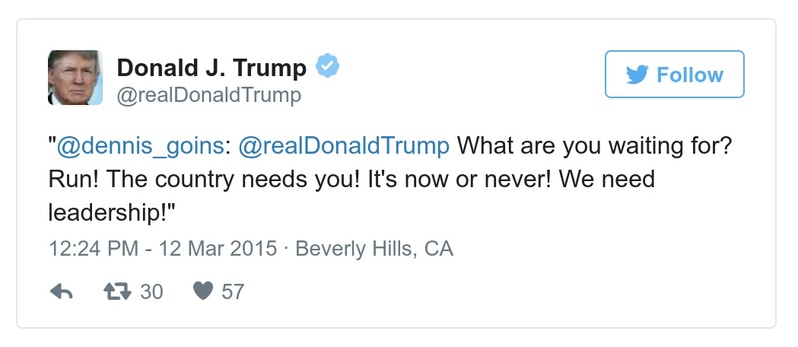 Donald J. Trump
@realDonaldTrump
Follow
"@dennis_goins: @realDonaldTrump What are you waiting for?
Run! The country needs you! It's now or never! We need
leadership!"
12:24 PM - 12 Mar 2015 · Beverly Hills, CA
30 57